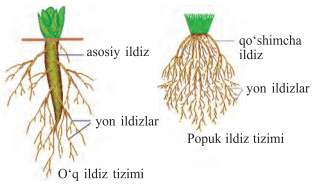 asosiy ildiz
yon ildizlar
O‘q ildiz tizimi
qo‘shimcha
ildiz
yon ildizlar
Popuk ildiz tizimi